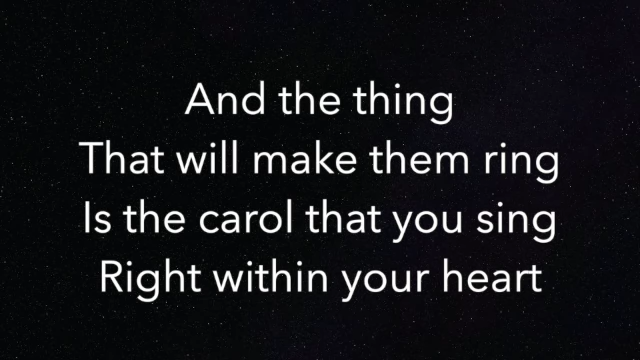 And the thing
That will make them ring
Is the carol that you sing
Right within your heart